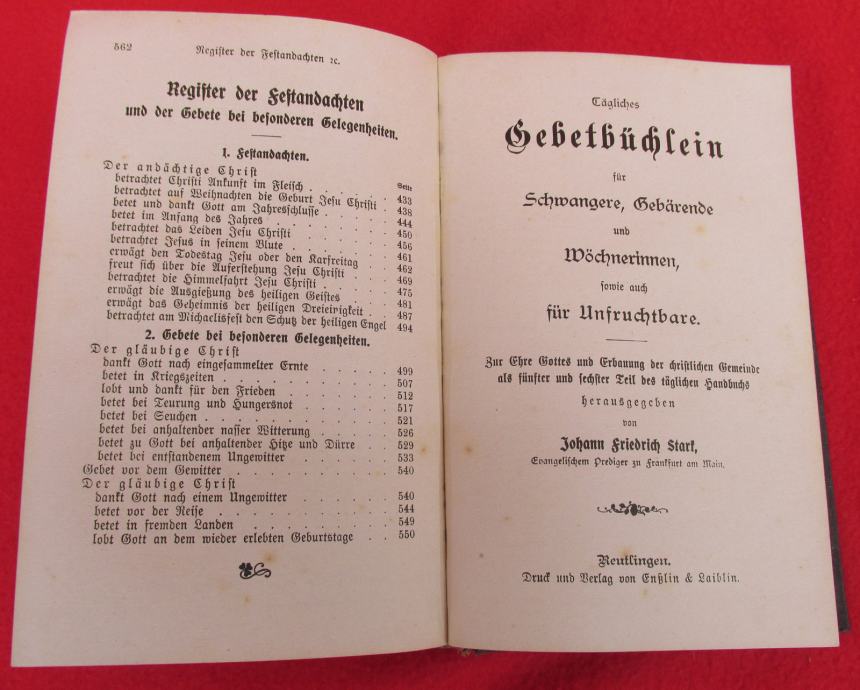 562
Register der Festandachten ꝛc.
Register der Festandachten
und der Gebete bei besonderen Gelegenheiten.
1. Festandachten.
Der andächtige Christ
Seite
betrachtet Christi Ankunft im Fleisch . . . . . . 433
betrachtet auf Weihnachten die Geburt Jesu Christi . 438
betet und dankt Gott am Jahresschlusse . . . . . 444
betet im Anfang des Jahres . . . . . . . 450
betrachtet das Leiden Jesu Christi . . . . . . 456
betrachtet Jesus in seinem Blute . . . . . . 461
erwägt den Todestag Jesu oder den Karfreitag . . 462
freut sich über die Auferstehung Jesu Christi . . . 469
betrachtet die Himmelfahrt Jesu Christi . . . . 475
erwägt die Ausgießung des heiligen Geistes . . . . 481
erwägt das Geheimnis der heiligen Dreieinigkeit . . 487
betrachtet am Michaelisfest den Schutz der heiligen Engel 494
2. Gebete bei besonderen Gelegenheiten.
Der gläubige Christ
dankt Gott nach eingesammelter Ernte . . . . 499
betet in Kriegszeiten . . . . . . . . . 507
lobt und dankt für den Frieden . . . . . . 512
betet bei Teurung und Hungersnot . . . . . 517
betet bei Seuchen . . . . . . . . . . 521
betet bei anhaltender nasser Witterung . . . . 526
betet zu Gott bei anhaltender Hitze und Dürre . . 529
betet bei entstandenem Ungewitter . . . . . 533
Gebet vor dem Gewitter . . . . . . . . 540
Der gläubige Christ
dankt Gott nach einem Ungewitter . . . . . 540
betet vor der Reise . . . . . . . . . 544
betet in fremden Landen . . . . . . . . 549
lobt Gott an dem wieder erlebten Geburtstage . . 550
Tägliches
Gebetbüchlein
für
Schwangere, Gebärende
und
Wöchnerinnen,
sowie auch
für Unfruchtbare.
Zur Ehre Gottes und Erbauung der christlichen Gemeinde
als fünfter und sechster Teil des täglichen Handbuchs
herausgegeben
von
Johann Friedrich Stark,
Evangelischem Prediger zu Frankfurt am Main.
Reutlingen.
Druck und Verlag von Enßlin & Laiblin.